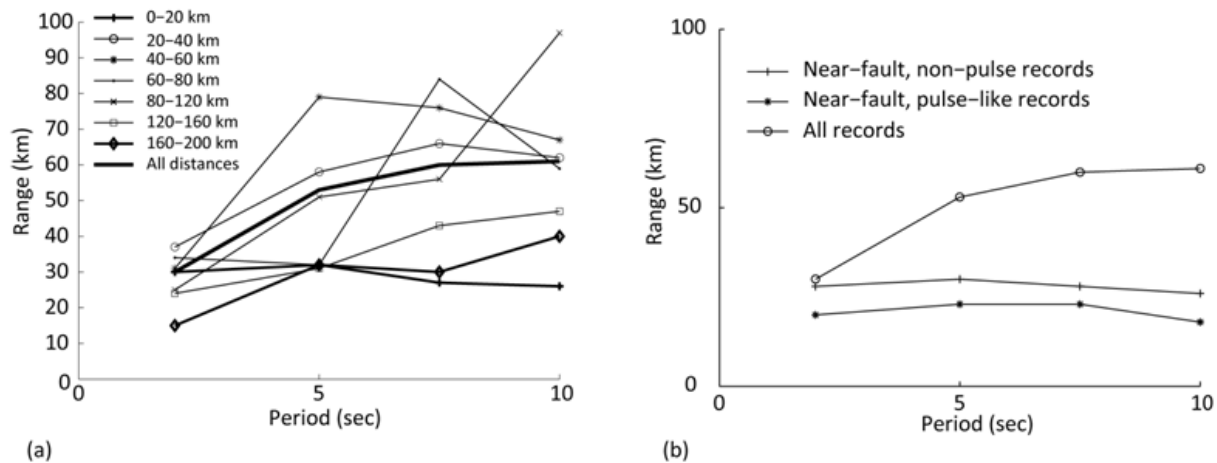 100
90
80
70
60
50
40
30
20
10
0
0
5
10
Range (km)
Period (sec)
0−20 km
20−40 km
40−60 km
60−80 km
80−120 km
120−160 km
160−200 km
All distances
(a)
100
50
0
0
5
10
Range (km)
Period (sec)
Near−fault, non−pulse records
Near−fault, pulse−like records
All records
(b)